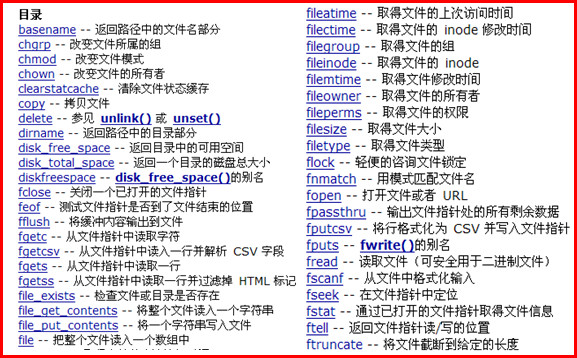 目录
basename -- 返回路径中的文件名部分
chgrp -- 改变文件所属的组
chmod -- 改变文件模式
chown -- 改变文件的所有者
clearstatcache -- 清除文件状态缓存
copy -- 拷贝文件
delete -- 参见 unlink() 或 unset()
dirname -- 返回路径中的目录部分
disk_free_space -- 返回目录中的可用空间
disk_total_space -- 返回一个目录的磁盘总大小
diskfreespace -- disk_free_space()的别名
fclose -- 关闭一个已打开的文件指针
feof -- 测试文件指针是否到了文件结束的位置
fflush -- 将缓冲内容输出到文件
fgetc -- 从文件指针中读取字符
fgetcsv -- 从文件指针中读入一行并解析 CSV 字段
fgets -- 从文件指针中读取一行
fgetss -- 从文件指针中读取一行并过滤掉 HTML 标记
file_exists -- 检查文件或目录是否存在
file_get_contents -- 将整个文件读入一个字符串
file_put_contents -- 将一个字符串写入文件
file -- 把整个文件读入一个数组中
fileatime -- 取得文件的上次访问时间
filectime -- 取得文件的 inode 修改时间
filegroup -- 取得文件的组
fileinode -- 取得文件的 inode
filemtime -- 取得文件修改时间
fileowner -- 取得文件的所有者
fileperms -- 取得文件的权限
filesize -- 取得文件大小
filetype -- 取得文件类型
flock -- 轻便的咨询文件锁定
fnmatch -- 用模式匹配文件名
fopen -- 打开文件或者 URL
fpassthru -- 输出文件指针处的所有剩余数据
fputcsv -- 将行格式化为 CSV 并写入文件指针
fputs -- fwrite()的别名
fread -- 读取文件（可安全用于二进制文件）
fscanf -- 从文件中格式化输入
fseek -- 在文件指针中定位
fstat -- 通过已打开的文件指针取得文件信息
ftell -- 返回文件指针读/写的位置
ftruncate -- 将文件截断到给定的长度